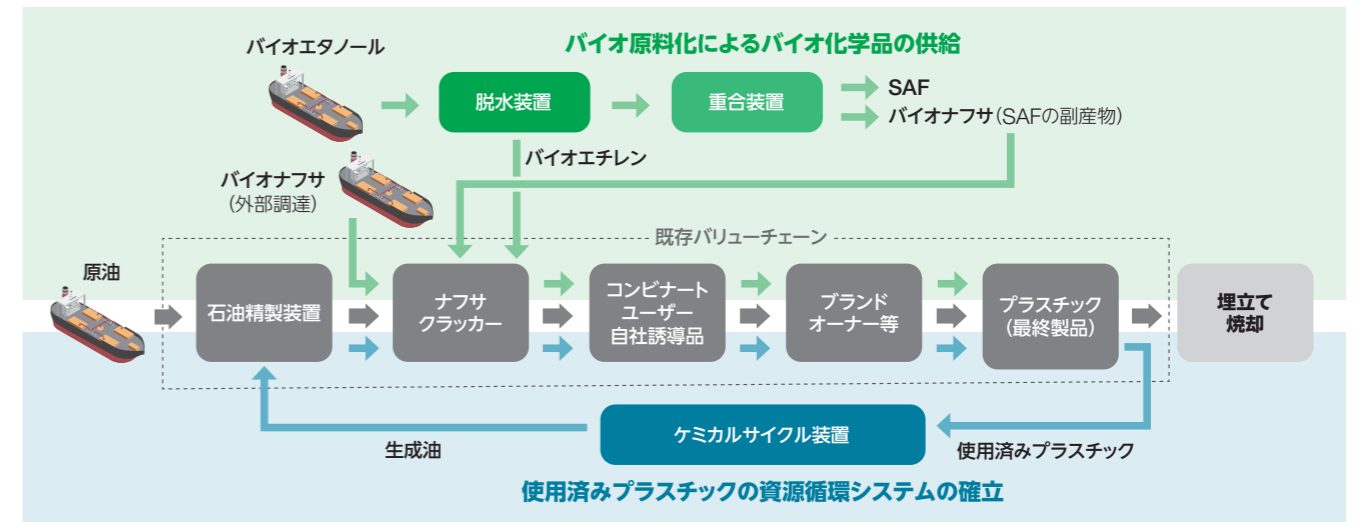 バイオ原料化によるバイオ化学品の供給
バイオエタノール
脱水装置
重合装置
SAF
バイオナフサ(SAFの副産物)
バイオエチレン
バイオナフサ
(外部調達)
既存バリューチェーン
原油
石油精製装置
ナフサ
クラッカー
コンビナート
ユーザー
自社誘導品
ブランド
オーナー等
プラスチック
(最終製品)
埋立て
焼却
ケミカルサイクル装置
生成油
使用済みプラスチック
使用済みプラスチックの資源循環システムの確立